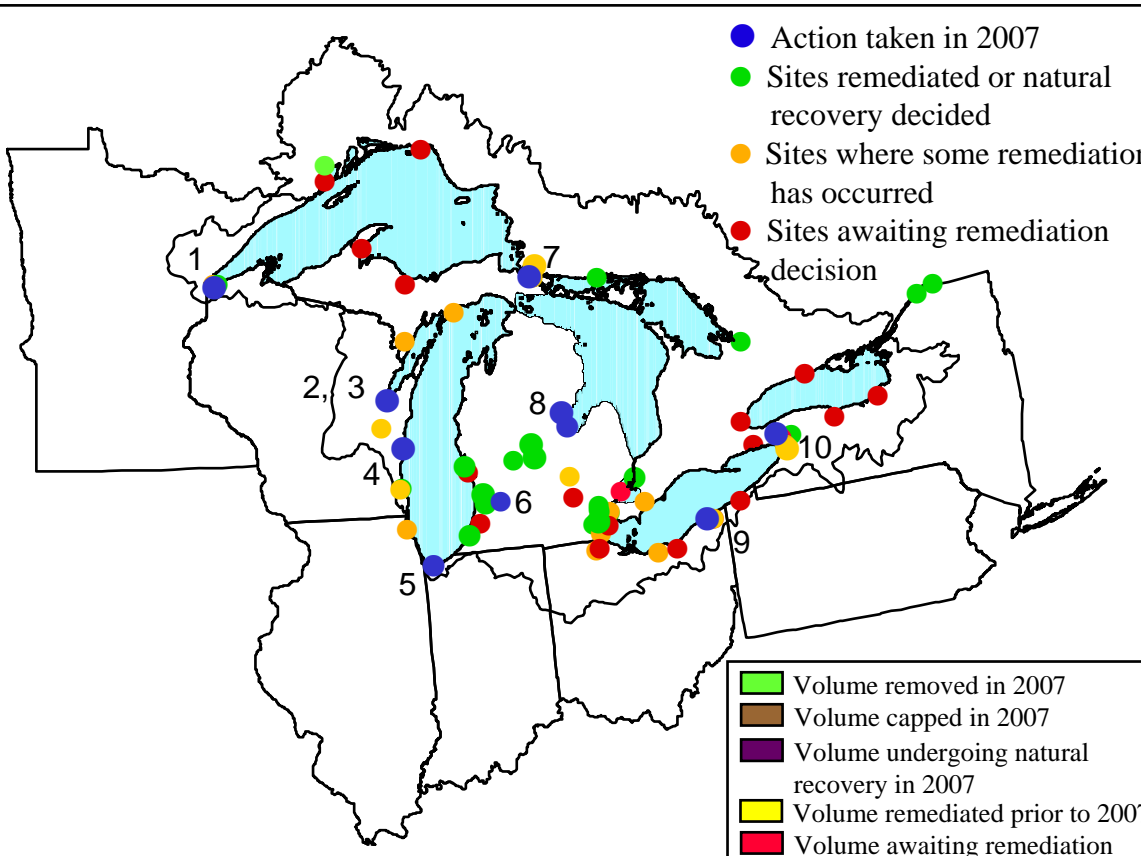 Action taken in 2007
Sites remediated or natural
recovery decided
Sites where some remediation
has occurred
Sites awaiting remediation
decision
1
7
2, 3
8
4
10
6
9
5
Volume removed in 2007
Volume capped in 2007
Volume undergoing natural
recovery in 2007
Volume remediated prior to 2007
Volume awaiting remediation